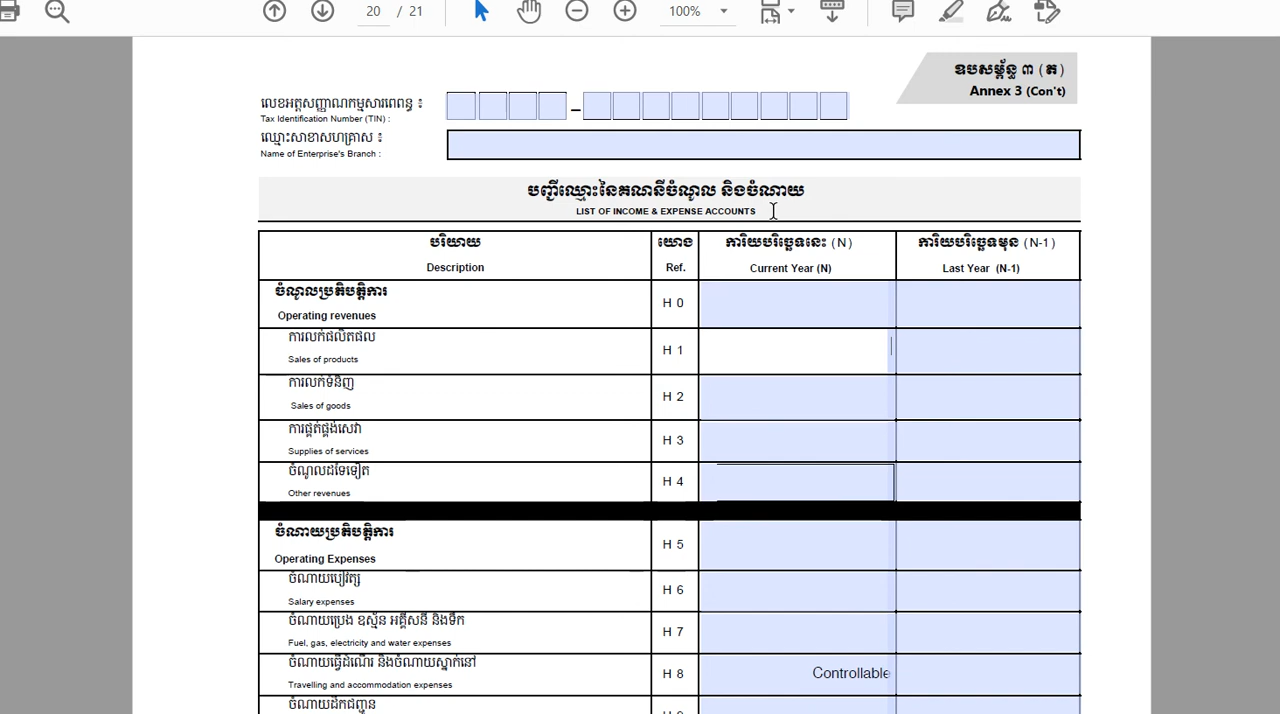 20 / 21
100%
ឧបសម្ព័ន្ធ ៣ (ត)
Annex 3 (Con't)
លេខអត្តសញ្ញាណកម្មសារពើពន្ធ ៖
Tax Identification Number (TIN) :
ឈ្មោះសាខាសហគ្រាស ៖
Name of Enterprise's Branch :
បញ្ជីឈ្មោះនៃគណនីចំណូល និងចំណាយ
LIST OF INCOME & EXPENSE ACCOUNTS
បរិយាយ យោង ការិយបរិច្ឆេទនេះ (N) ការិយបរិច្ឆេទមុន (N-1)
Description Ref. Current Year (N) Last Year (N-1)
ចំណូលប្រតិបត្តិការ
Operating revenues H 0
ការលក់ផលិតផល
Sales of products H 1
ការលក់ទំនិញ
Sales of goods H 2
ការផ្គត់ផ្គង់សេវា
Supplies of services H 3
ចំណូលដទៃទៀត
Other revenues H 4
ចំណាយប្រតិបត្តិការ
Operating Expenses H 5
ចំណាយបៀវត្ស
Salary expenses H 6
ចំណាយប្រេង ឧស្ម័ន អគ្គីសនី និងទឹក
Fuel, gas, electricity and water expenses H 7
ចំណាយធ្វើដំណើរ និងចំណាយស្នាក់នៅ
Travelling and accommodation expenses H 8 Controllable
ចំណាយដឹកជញ្ជូន